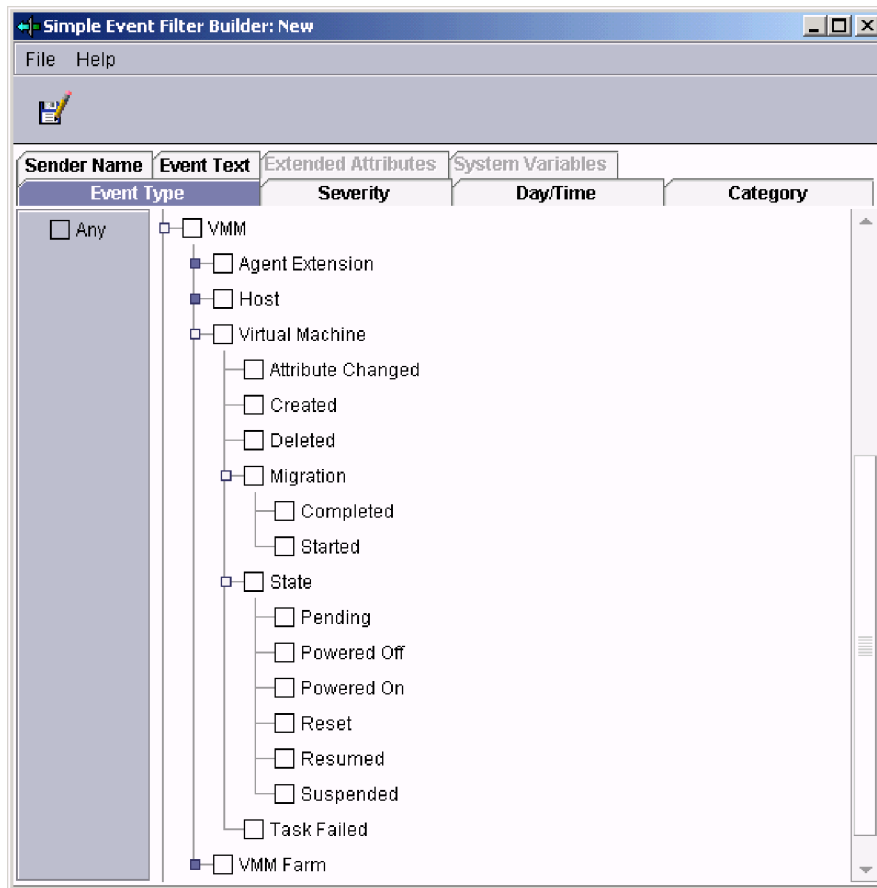 Simple Event Filter Builder: New
File Help
Sender Name Event Text Extended Attributes System Variables
Event Type Severity Day/Time Category
Any
VMM
Agent Extension
Host
Virtual Machine
Attribute Changed
Created
Deleted
Migration
Completed
Started
State
Pending
Powered Off
Powered On
Reset
Resumed
Suspended
Task Failed
VMM Farm